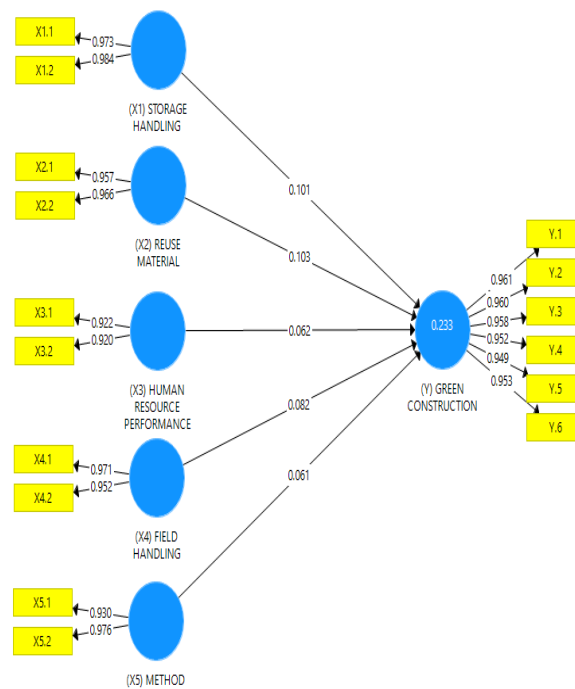 X1.1
0.973
X1.2
0.984
(X1) STORAGE
HANDLING
0.101
X2.1
0.957
X2.2
0.966
(X2) REUSE
MATERIAL
0.103
X3.1
0.922
X3.2
0.920
(X3) HUMAN
RESOURCE
PERFORMANCE
0.062
X4.1
0.971
X4.2
0.952
(X4) FIELD
HANDLING
0.082
X5.1
0.930
X5.2
0.976
(X5) METHOD
0.061
0.233
(Y) GREEN
CONSTRUCTION
0.961
Y.1
0.960
Y.2
0.958
Y.3
0.952
Y.4
0.949
Y.5
0.953
Y.6